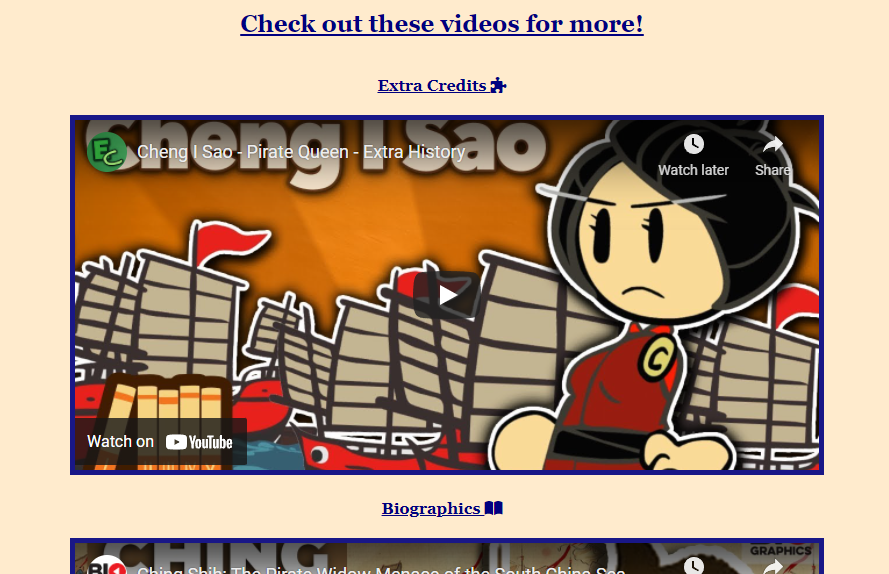 Check out these videos for more!
Extra Credits
Cheng I Sao
EC
Cheng I Sao - Pirate Queen - Extra History
Watch later
Share
C
Watch on YouTube
Biographics
CHING
GRAPHICS
BIO
Ching Shih: The Pirate Widow Menace of the South China Sea